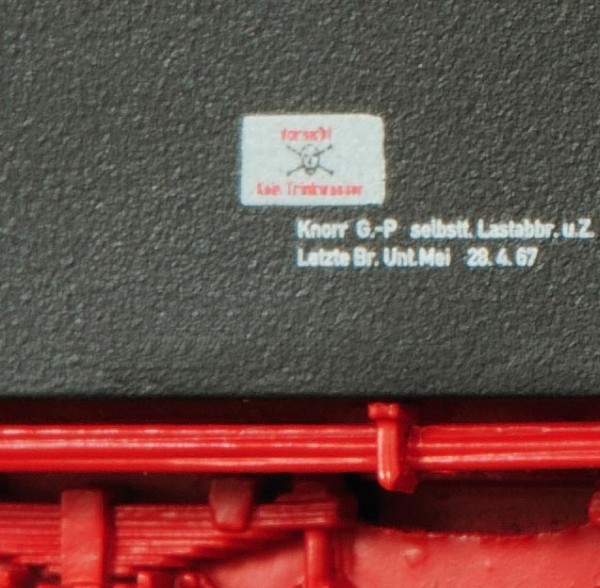 Vorsicht
Kein Trinkwasser
Knorr G.-P selbstt. Lastabbr. u.Z.
Letzte Br. Unt. Mei 28. 4. 67